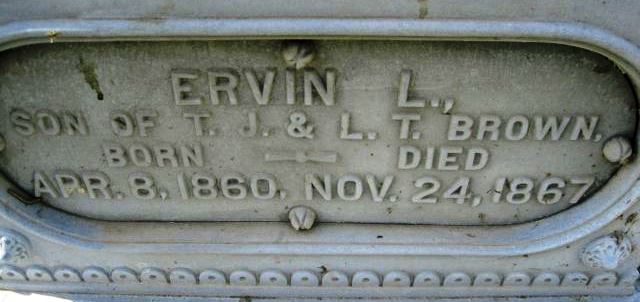 ERVIN L.,
SON OF T. J. & L. T. BROWN.
BORN DIED
APR. 8, 1860. NOV. 24, 1867